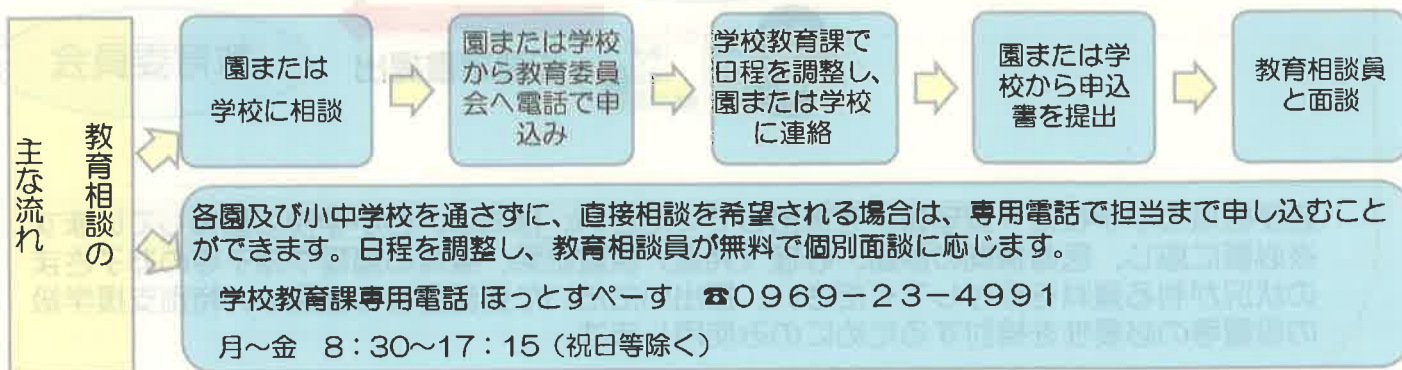 教育相談の
主な流れ
園または
学校に相談
園または学校
から教育委員
会へ電話で申
込み
学校教育課で
日程を調整し、
園または学校
に連絡
園または学
校から申込
書を提出
教育相談員
と面談
各園及び小中学校を通さずに、直接相談を希望される場合は、専用電話で担当まで申し込むこと
ができます。日程を調整し、教育相談員が無料で個別面談に応じます。
学校教育課専用電話 ほっとすぺーす ☎0969-23-4991
月~金 8:30~17:15(祝日等除く)